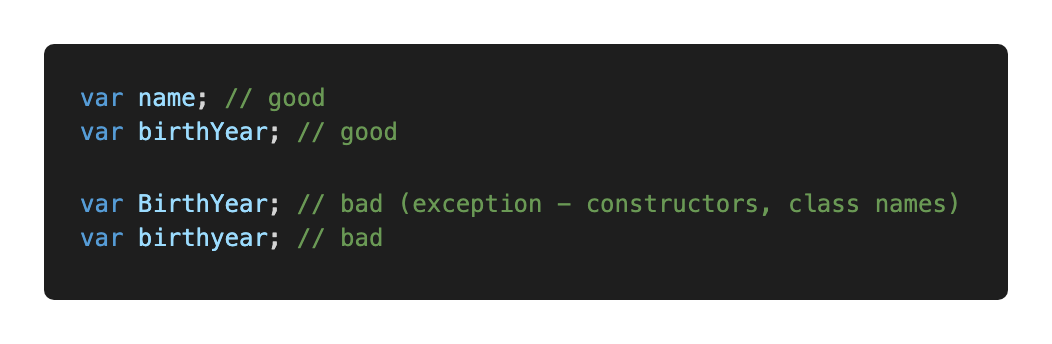 var name; // good
var birthYear; // good
var BirthYear; // bad (exception – constructors, class names)
var birthyear; // bad